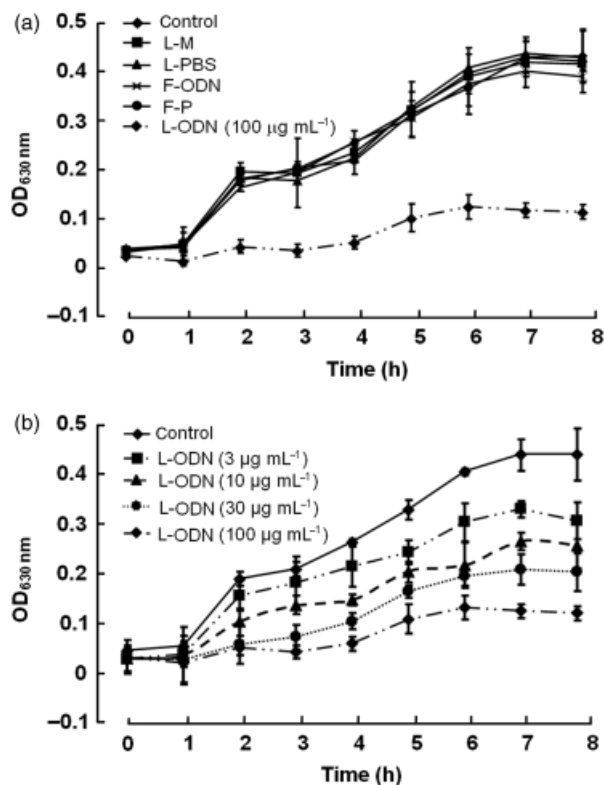 (a)
Control
L-M
L-PBS
F-ODN
F-P
L-ODN (100 μg mL⁻¹)
0.5
0.4
0.3
0.2
0.1
0
−0.1
OD630 nm
0 1 2 3 4 5 6 7 8
Time (h)
(b)
Control
L-ODN (3 μg mL⁻¹)
L-ODN (10 μg mL⁻¹)
L-ODN (30 μg mL⁻¹)
L-ODN (100 μg mL⁻¹)
0.5
0.4
0.3
0.2
0.1
0
−0.1
OD630 nm
0 1 2 3 4 5 6 7 8
Time (h)